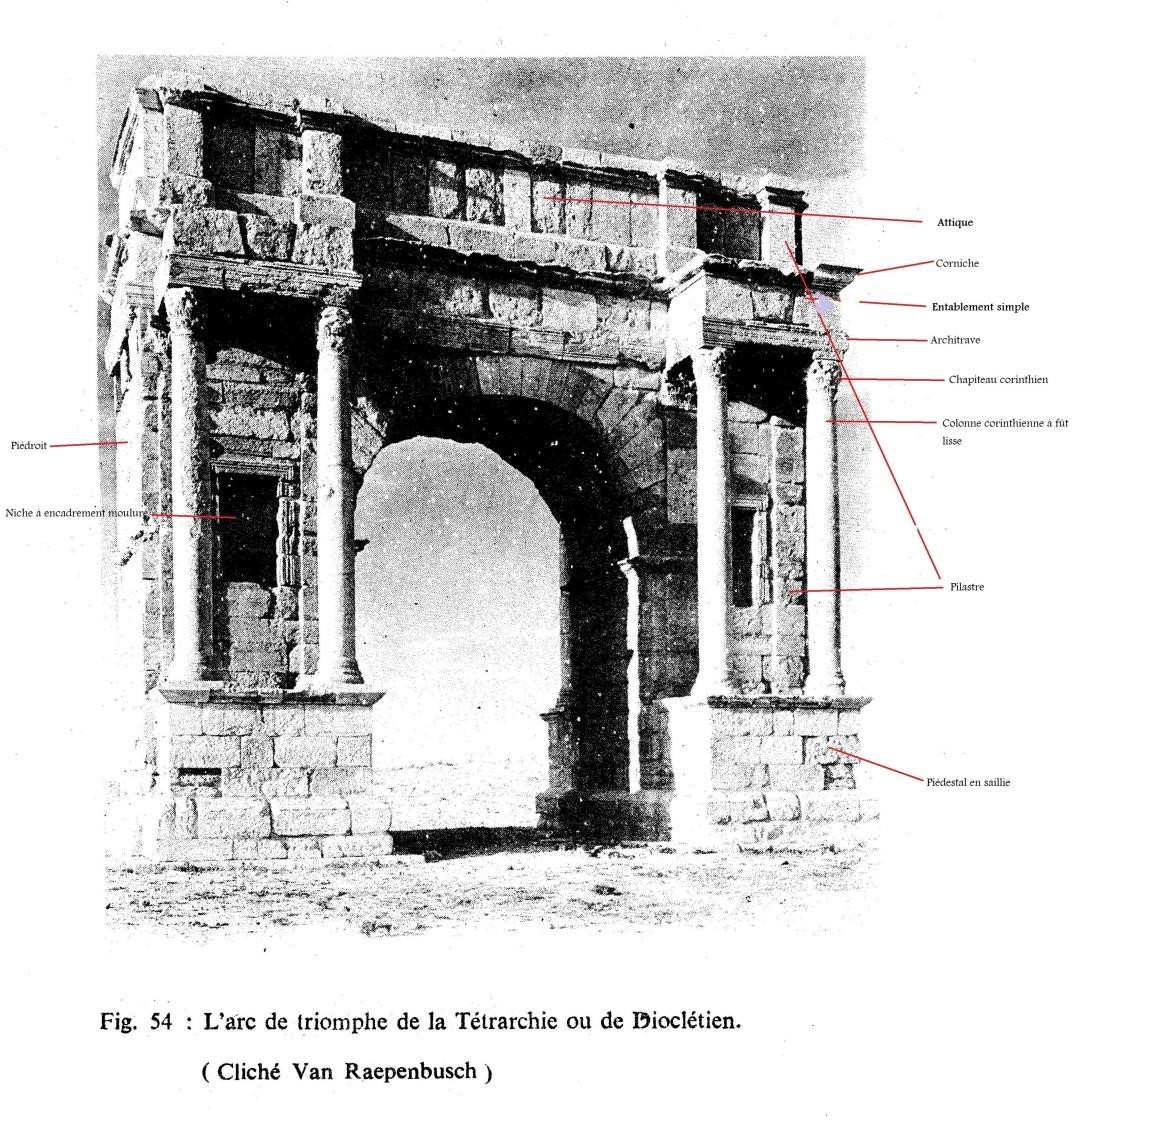 Attique
Corniche
Entablement simple
Architrave
Chapiteau corinthien
Colonne corinthienne à fût
lisse
Piédroit
Niche à encadrement mouluré
Pilastre
Piédestal en saillie
Fig. 54 : L'arc de triomphe de la Tétrarchie ou de Dioclétien.
( Cliché Van Raepenbusch )